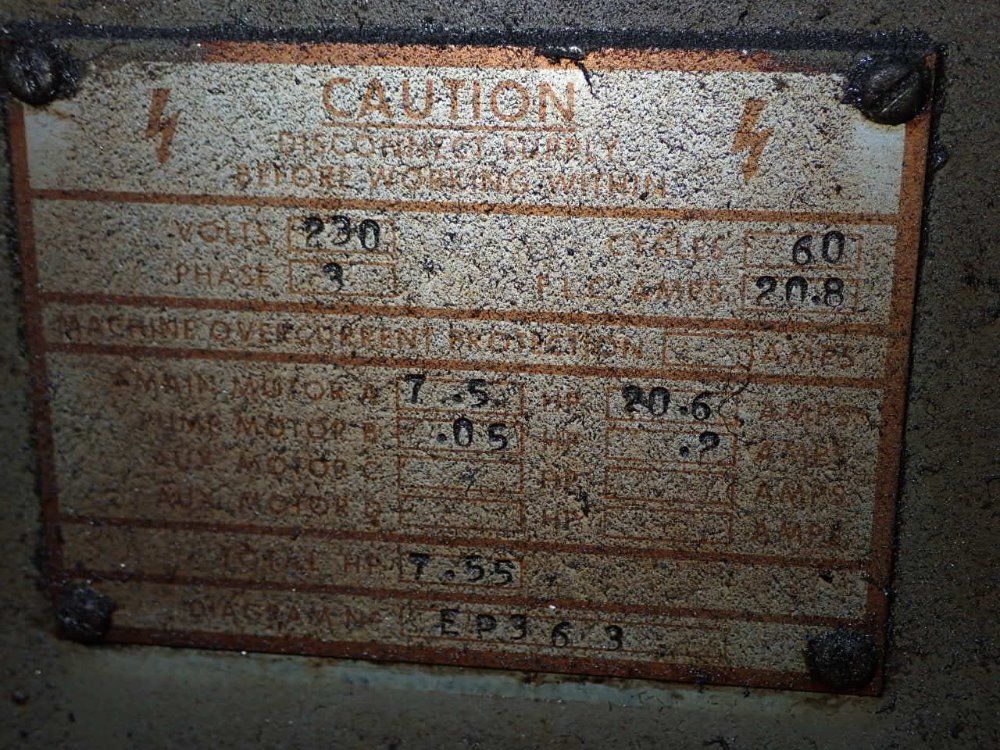 CAUTION
DISCONNECT SUPPLY
BEFORE WORKING WITHIN
VOLTS 230 CYCLES 60
PHASE 3 F.L.C. AMPS 20.8
MACHINE OVERCURRENT PROTECTION AMPS
MAIN MOTOR A 7.5 HP 20.6 AMPS
PUMP MOTOR B .05 HP .2 AMPS
AUX. MOTOR C HP AMPS
AUX. MOTOR D HP AMPS
TOTAL HP 7.55
DIAGRAM No EP363